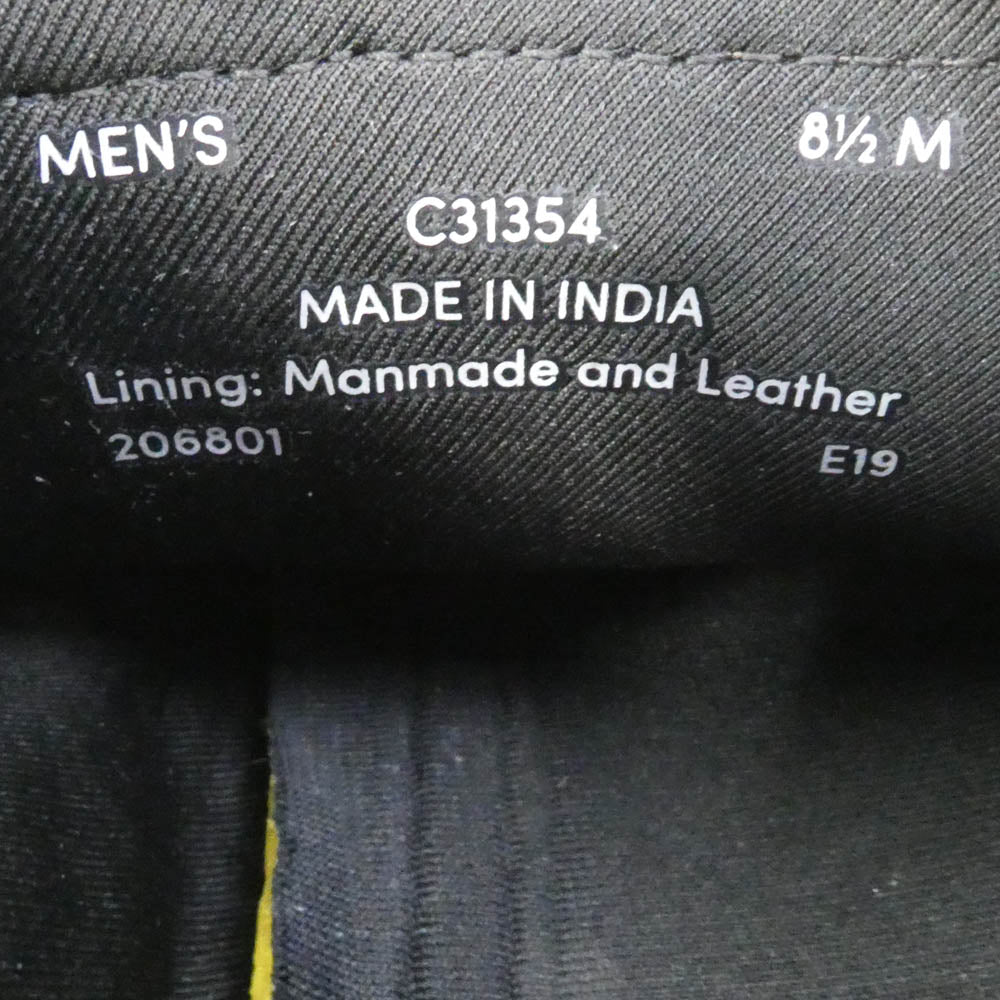 MEN'S 8½ M
C31354
MADE IN INDIA
Lining: Manmade and Leather
206801 E19